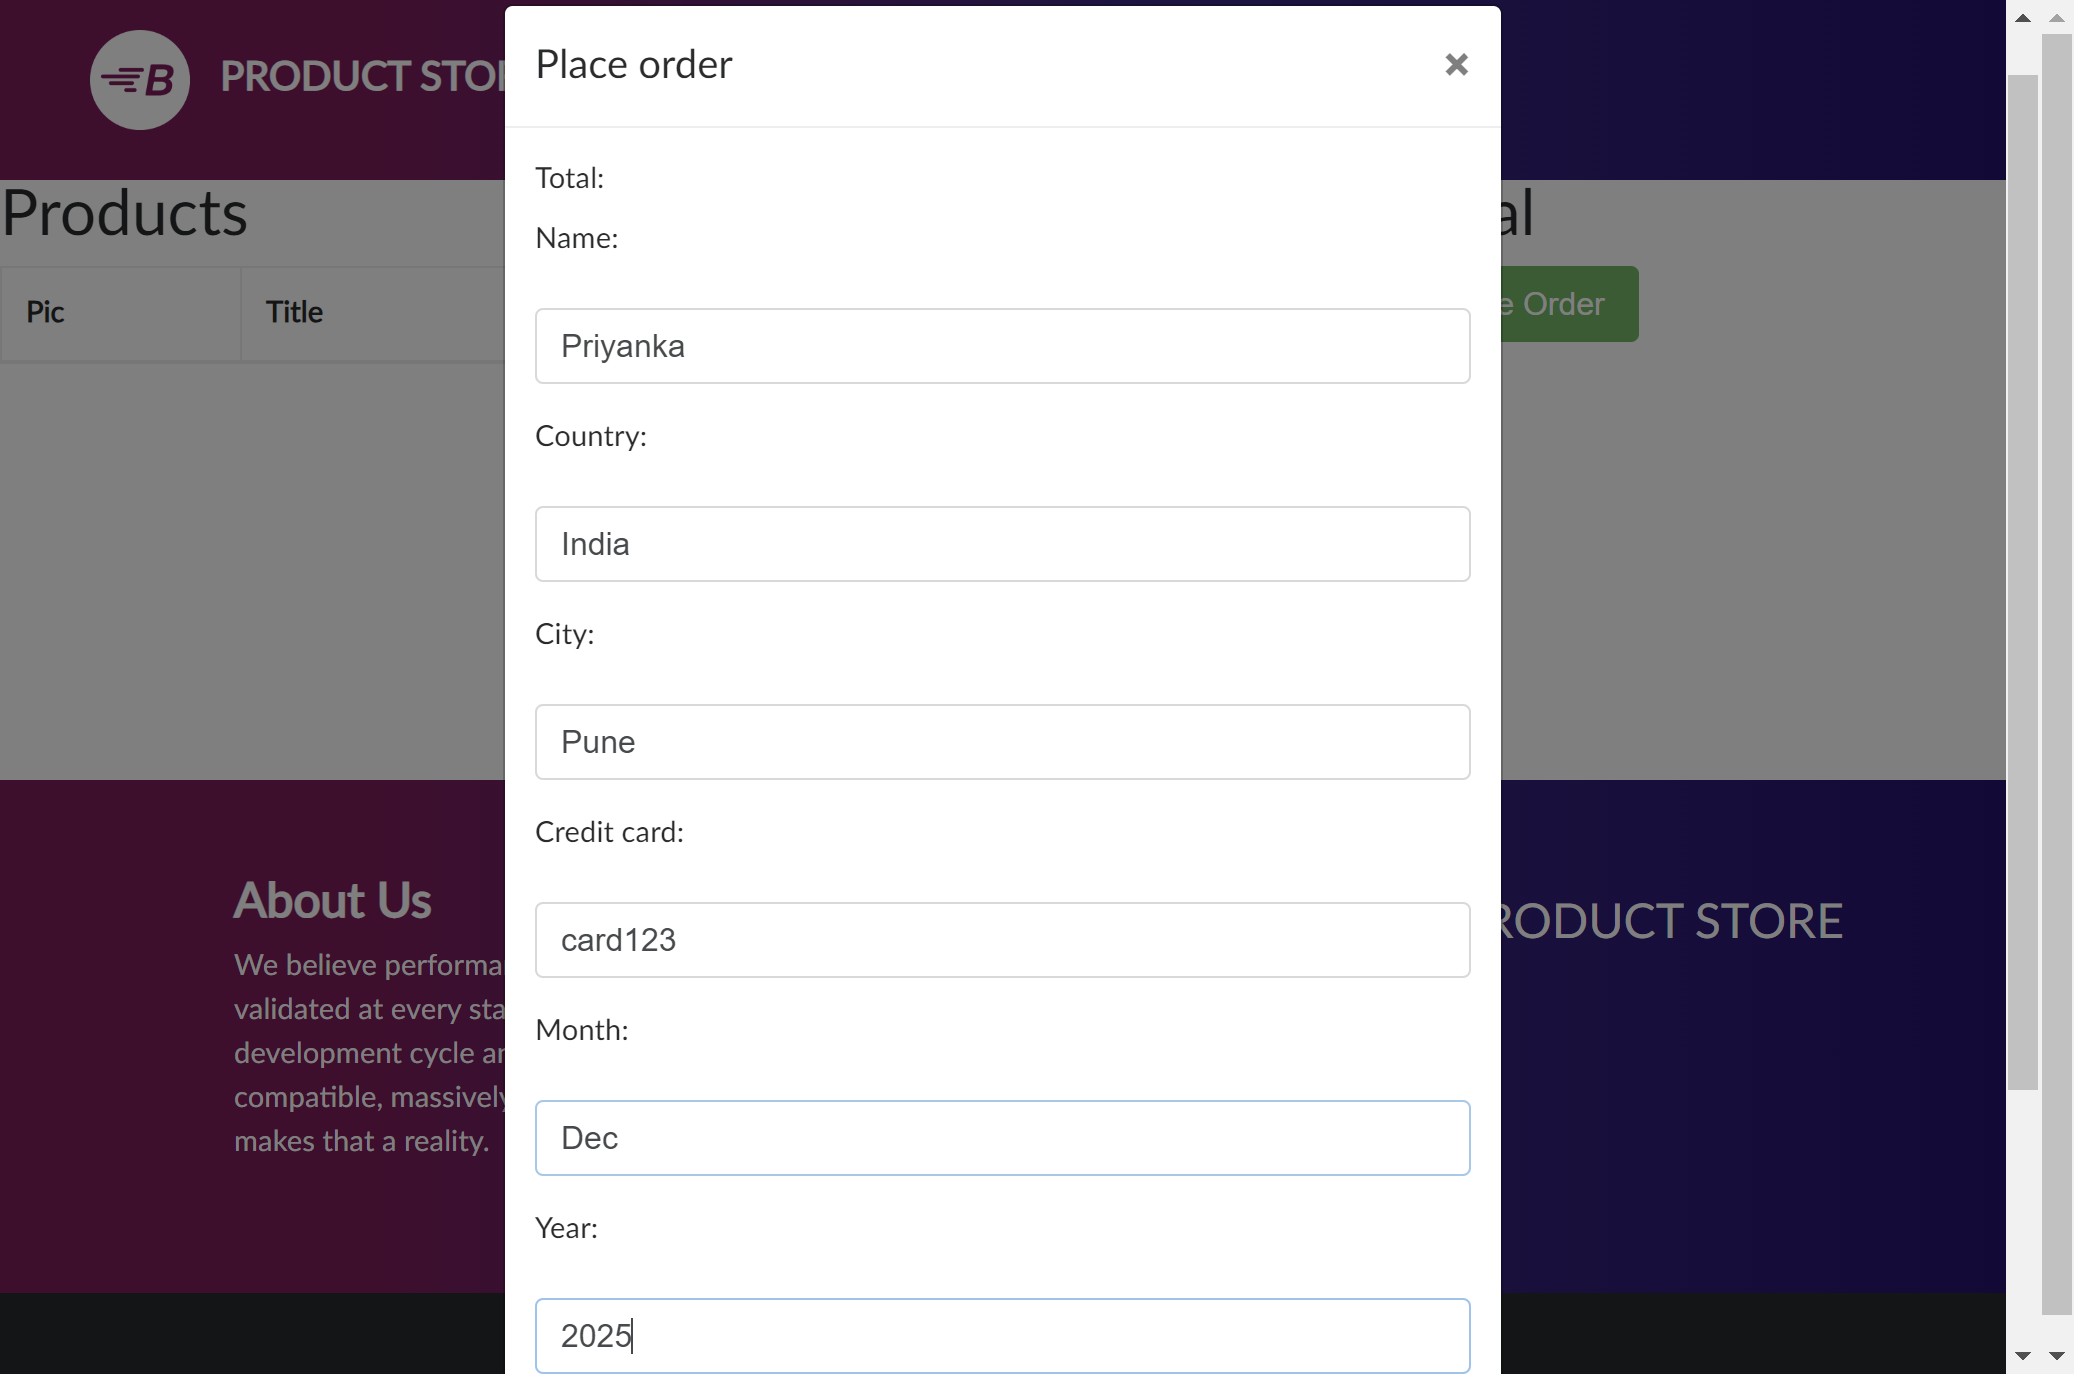 B
PRODUCT STOR
Place order
×
Total:
Name:
Priyanka
Country:
India
City:
Pune
Credit card:
card123
Month:
Dec
Year:
2025
Products
Pic
Title
al
e Order
About Us
We believe performa
validated at every sta
development cycle ar
compatible, massively
makes that a reality.
RODUCT STORE